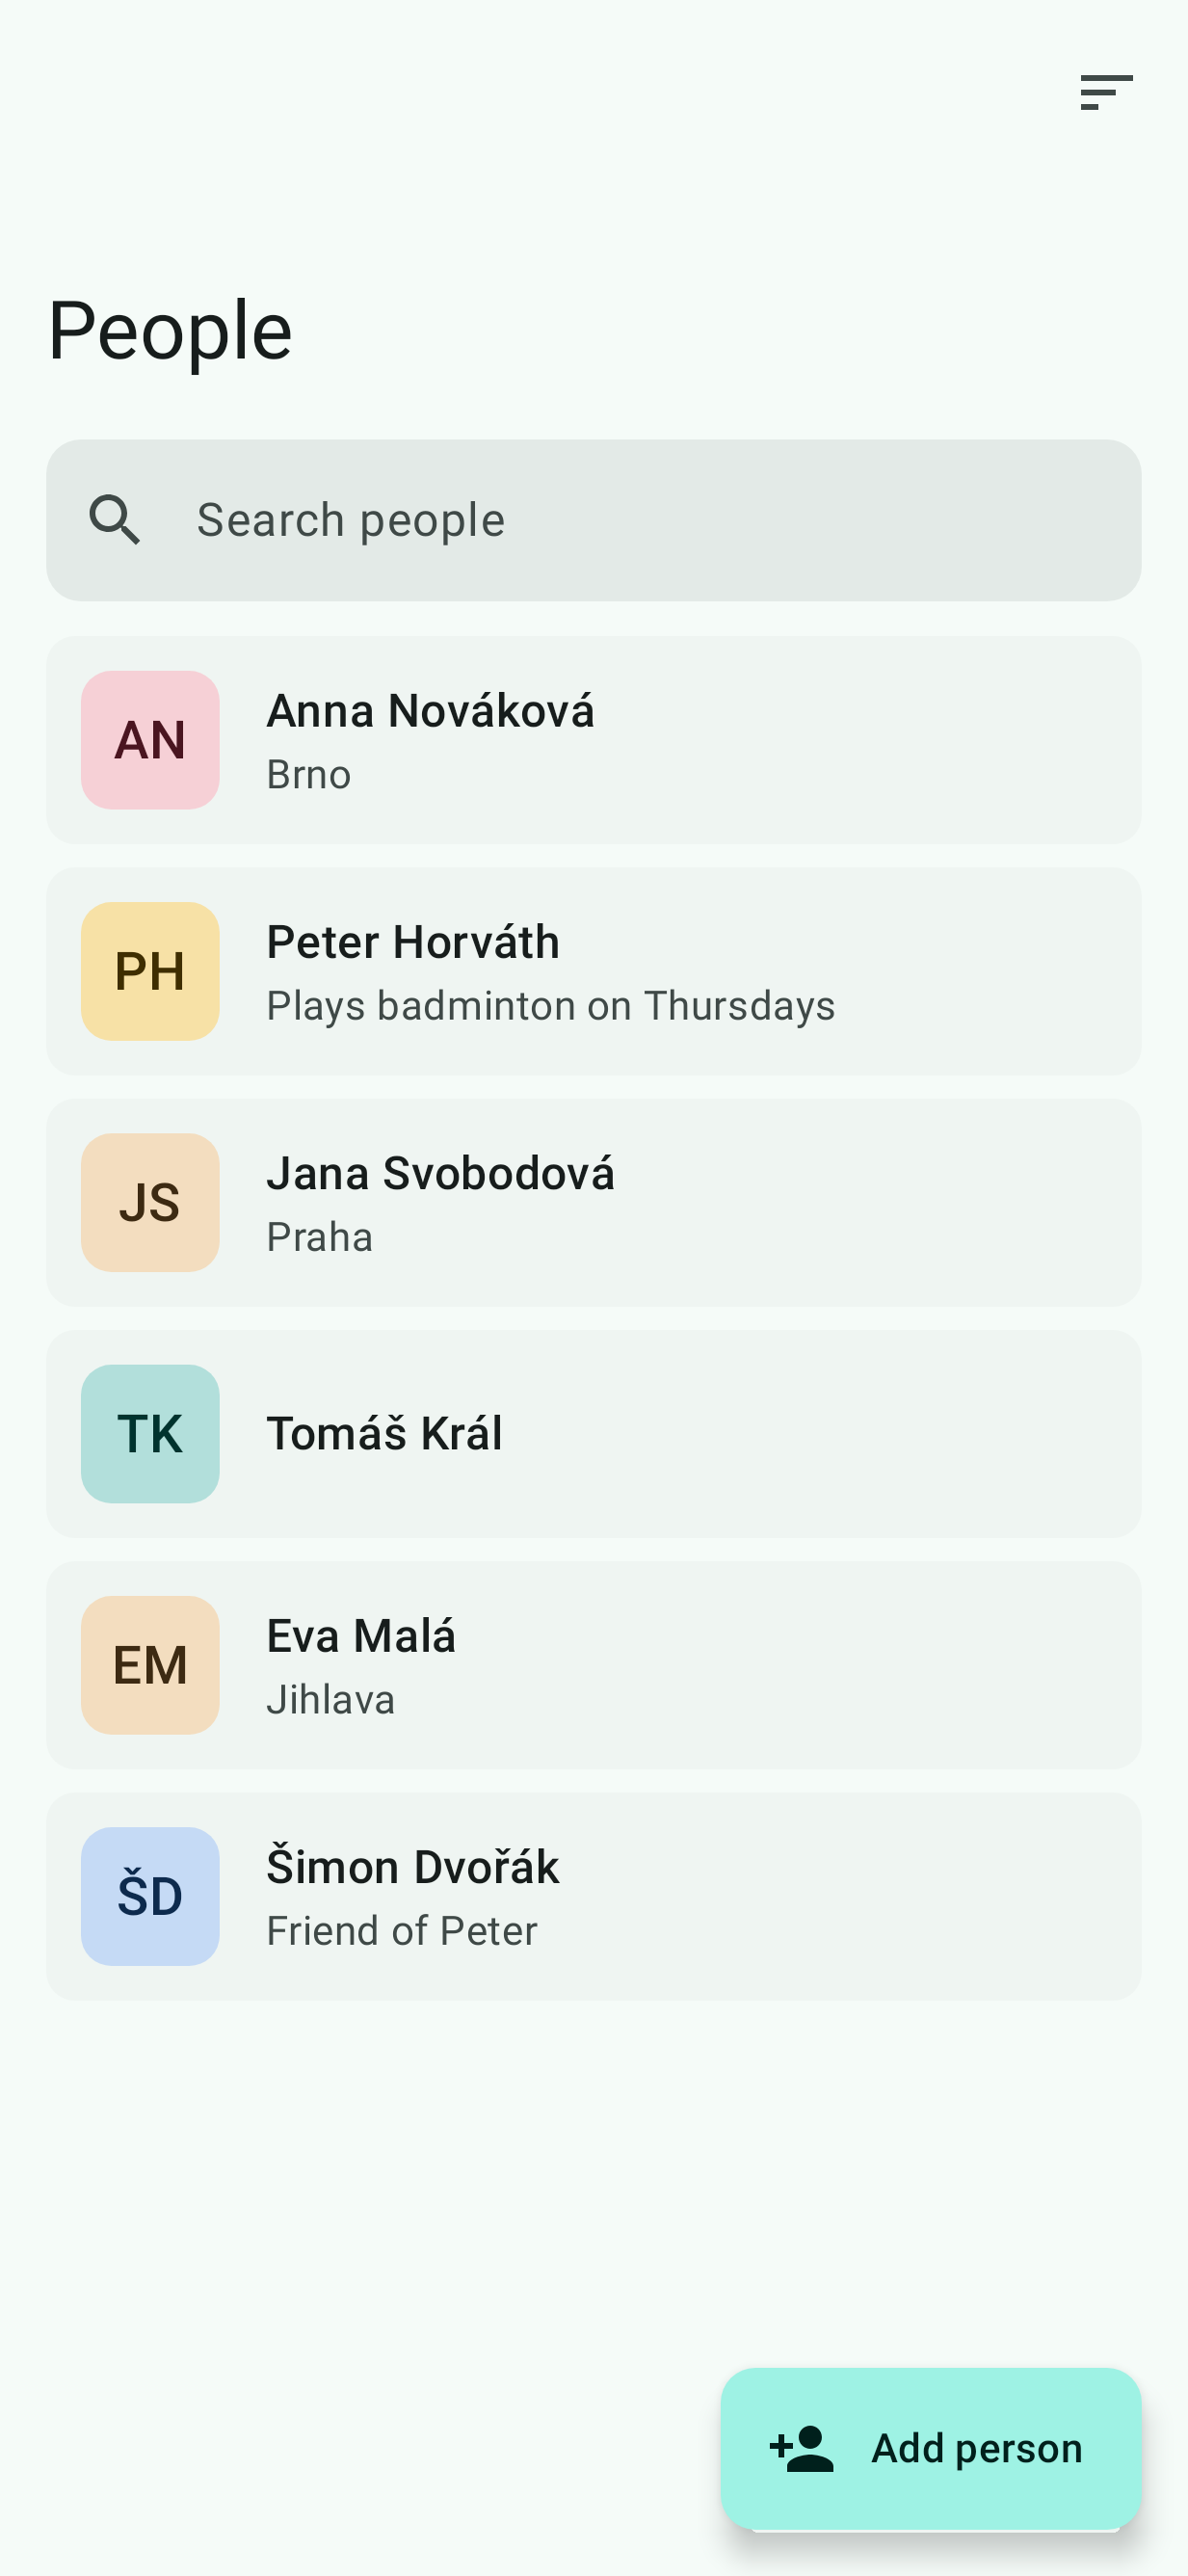 People
Search people
AN
Anna Nováková
Brno
PH
Peter Horváth
Plays badminton on Thursdays
JS
Jana Svobodová
Praha
TK
Tomáš Král
EM
Eva Malá
Jihlava
ŠD
Šimon Dvořák
Friend of Peter
Add person